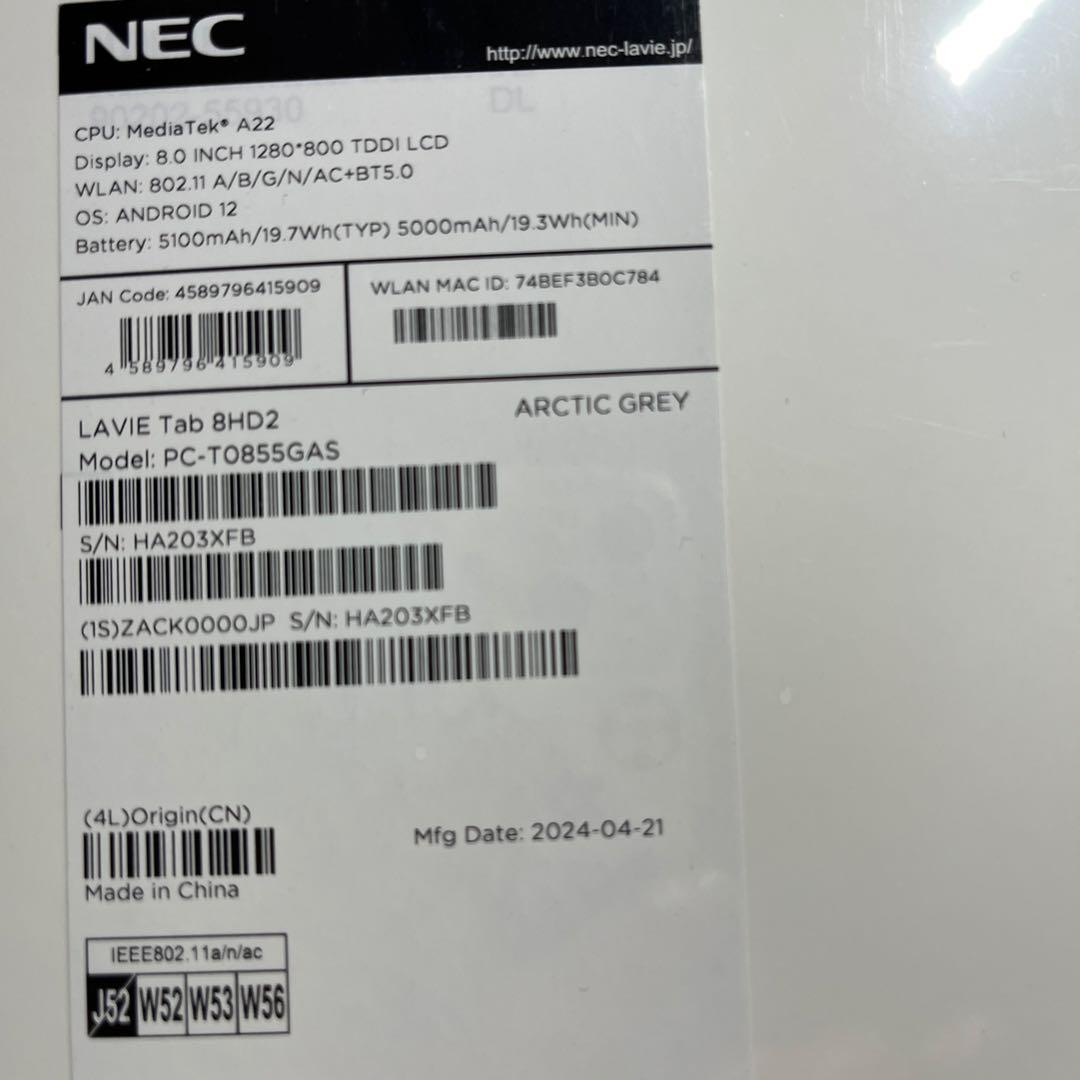 NEC
http://www.nec-lavie.jp/
CPU: MediaTek® A22
Display: 8.0 INCH 1280*800 TDDI LCD
WLAN: 802.11 A/B/G/N/AC+BT5.0
OS: ANDROID 12
Battery: 5100mAh/19.7Wh(TYP) 5000mAh/19.3Wh(MIN)
JAN Code: 4589796415909
4 589796 415909
WLAN MAC ID: 74BEF3B0C784
LAVIE Tab 8HD2
ARCTIC GREY
Model: PC-T0855GAS
S/N: HA203XFB
(1S)ZACK0000JP S/N: HA203XFB
(4L)Origin(CN)
Mfg Date: 2024-04-21
Made in China
IEEE802.11a/n/ac
J52 W52 W53 W56